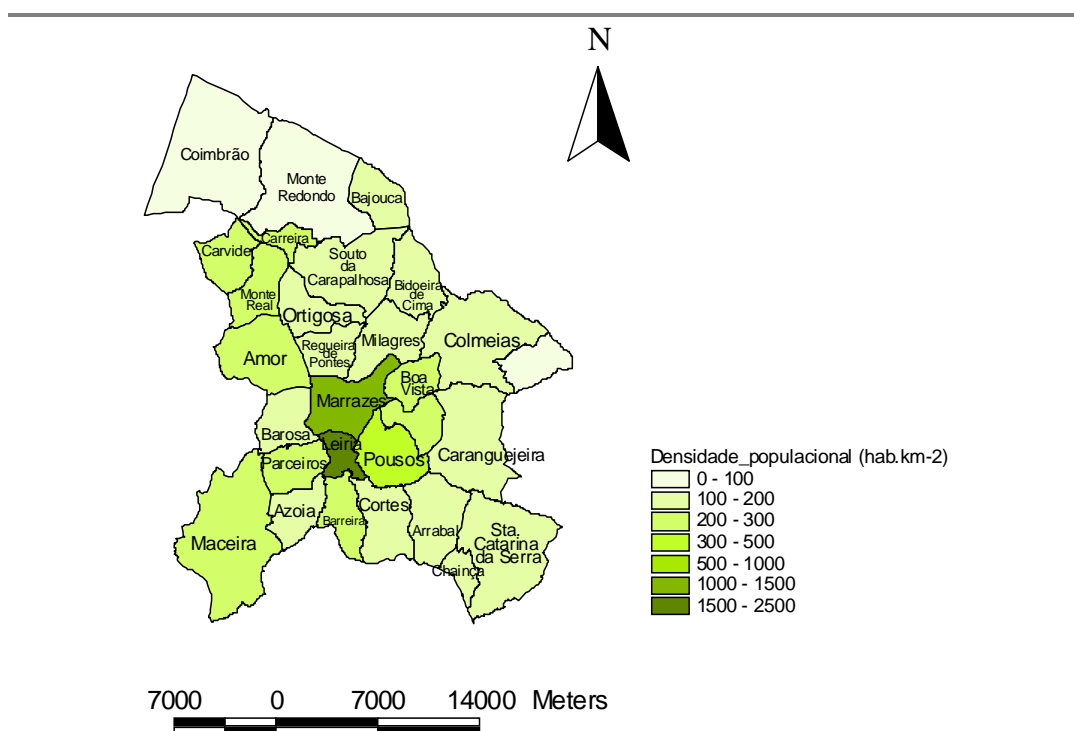 N
Coimbrão
Monte
Redondo
Bajouca
Carvide
Carreira
Souto
da
Carapalhosa
Bidoeira
de
Cima
Monte
Real
Ortigosa
Milagres
Colmeias
Amor
Regueira
de
Pontes
Boa
Vista
Marrazes
Barosa
Leiria
Parceiros
Pousos
Caranguejeira
Azoia
Barreira
Cortes
Arrabal
Maceira
Sta.
Catarina
da Serra
Chainça
Densidade_populacional (hab.km-2)
0 - 100
100 - 200
200 - 300
300 - 500
500 - 1000
1000 - 1500
1500 - 2500
7000 0 7000 14000 Meters